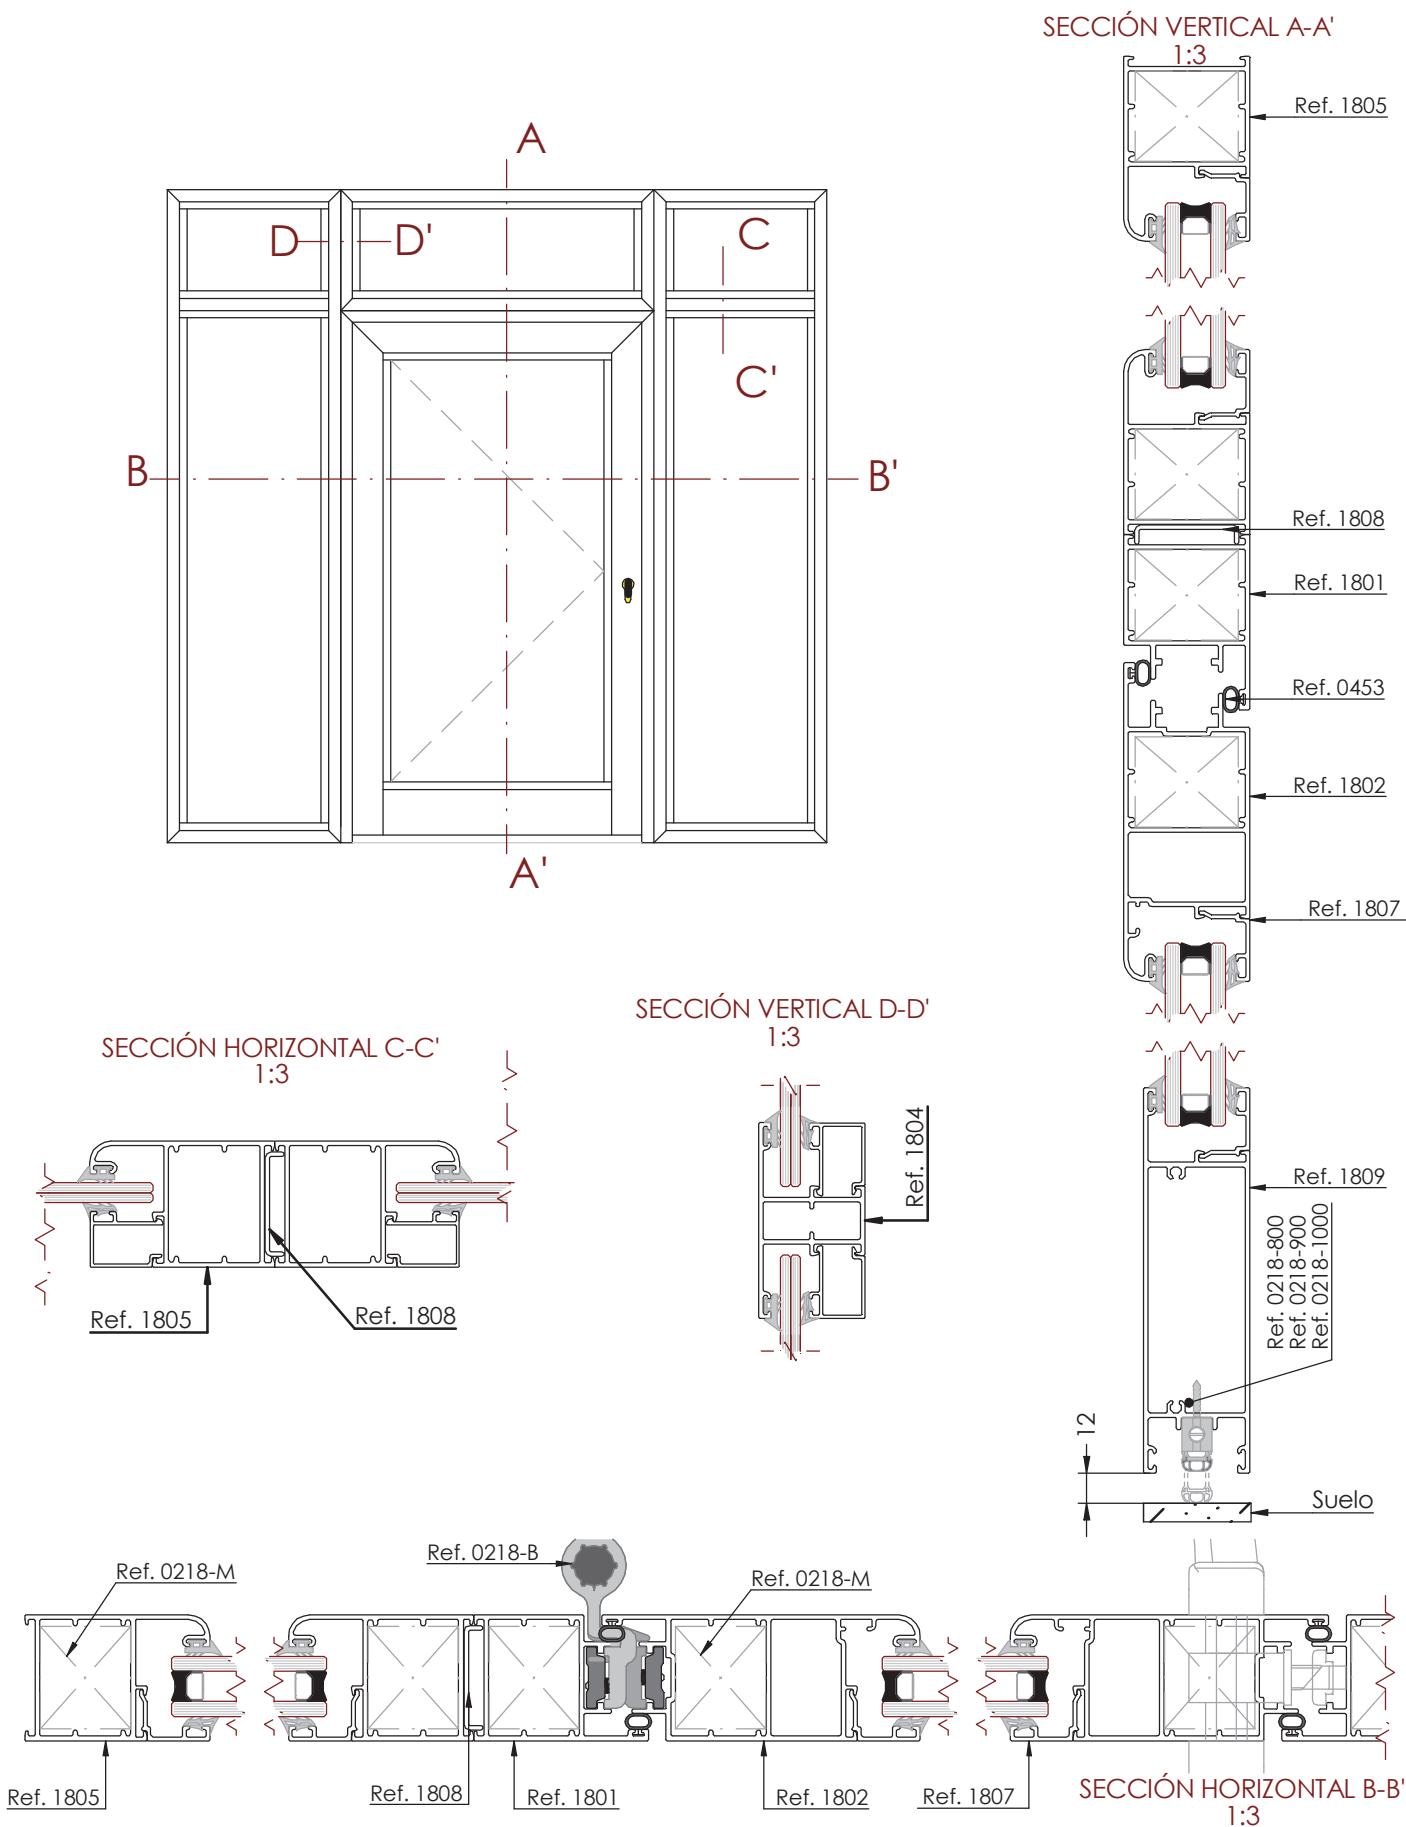 SECCIÓN VERTICAL A-A'
1:3
Ref. 1805
A
D
D'
C
C'
B
B'
A'
Ref. 1808
Ref. 1801
Ref. 0453
Ref. 1802
Ref. 1807
Ref. 1809
Ref. 0218-800
Ref. 0218-900
Ref. 0218-1000
12
Suelo
SECCIÓN HORIZONTAL C-C'
1:3
Ref. 1805
Ref. 1808
SECCIÓN VERTICAL D-D'
1:3
Ref. 1804
Ref. 0218-M
Ref. 0218-B
Ref. 0218-M
Ref. 1805
Ref. 1808
Ref. 1801
Ref. 1802
Ref. 1807
SECCIÓN HORIZONTAL B-B'
1:3